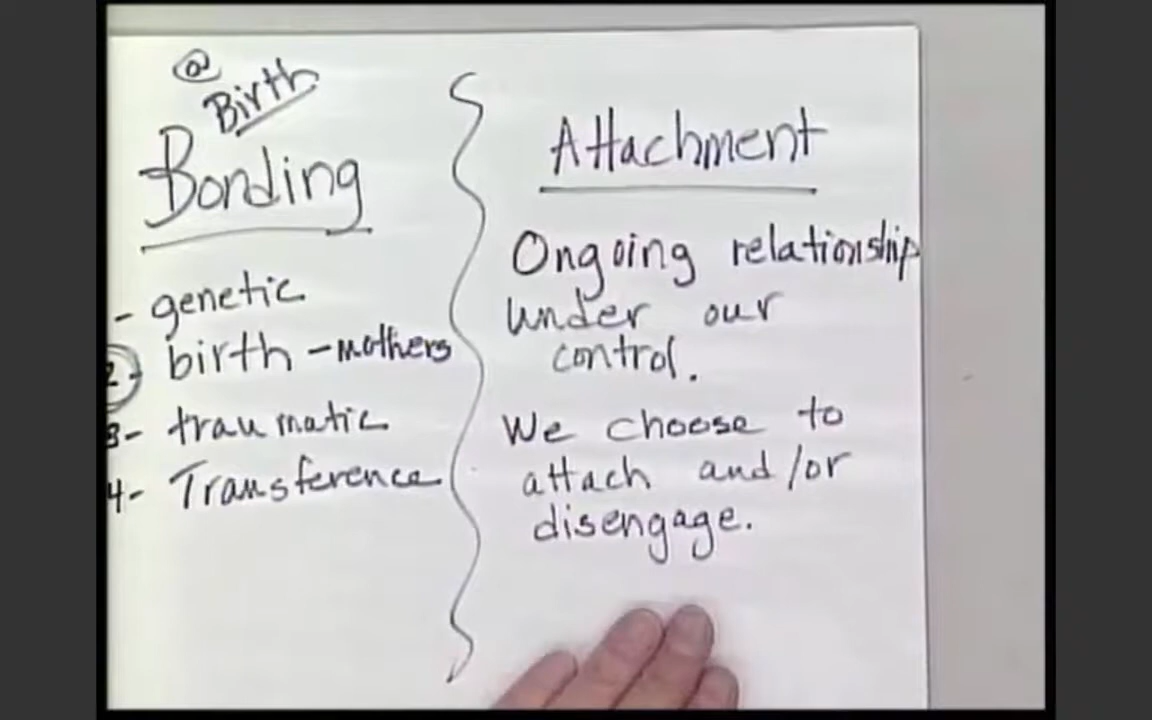 @
Birth
Bonding
- genetic
2- birth - mothers
3- traumatic
4- Transference
Attachment
Ongoing relationship
under our
control.
We choose to
attach and/or
disengage.